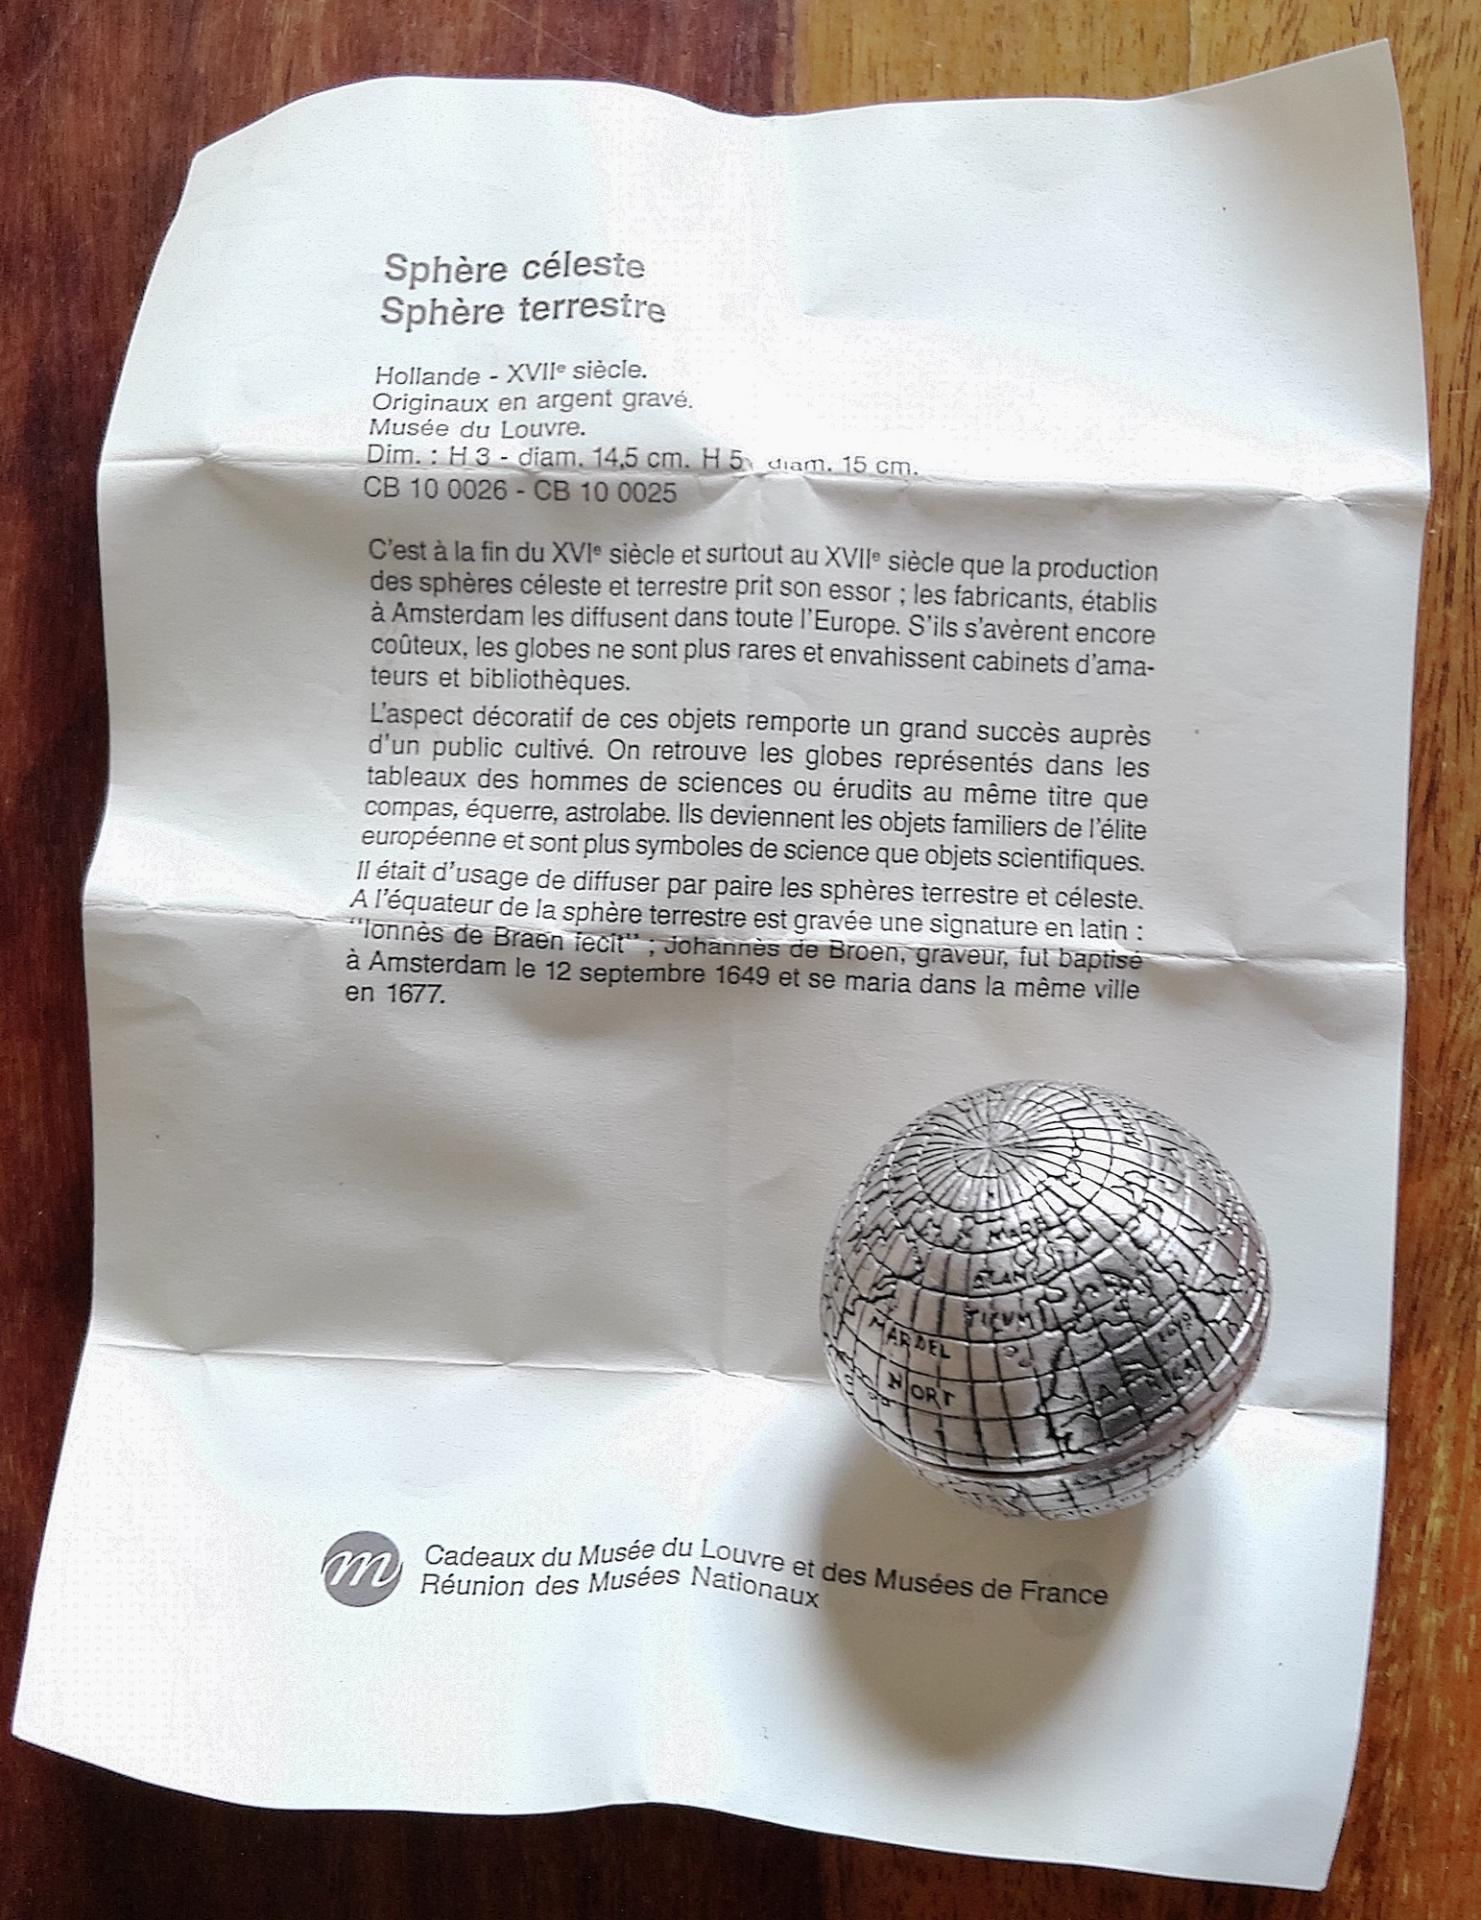 Sphère céleste
Sphère terrestre
Hollande - XVIIe siècle.
Originaux en argent gravé.
Musée du Louvre.
Dim. : H 3 - diam. 14,5 cm. H 5, diam. 15 cm.
CB 10 0026 - CB 10 0025
C'est à la fin du XVIe siècle et surtout au XVIIe siècle que la production
des sphères céleste et terrestre prit son essor ; les fabricants, établis
à Amsterdam les diffusent dans toute l'Europe. S'ils s'avèrent encore
coûteux, les globes ne sont plus rares et envahissent cabinets d'ama-
teurs et bibliothèques.
L'aspect décoratif de ces objets remporte un grand succès auprès
d'un public cultivé. On retrouve les globes représentés dans les
tableaux des hommes de sciences ou érudits au même titre que
compas, équerre, astrolabe. Ils deviennent les objets familiers de l'élite
européenne et sont plus symboles de science que objets scientifiques.
Il était d'usage de diffuser par paire les sphères terrestre et céleste.
A l'équateur de la sphère terrestre est gravée une signature en latin :
"Ionnès de Braen fecit" ; Johannès de Broen, graveur, fut baptisé
à Amsterdam le 12 septembre 1649 et se maria dans la même ville
en 1677.
MARE
ATLAN
TICUM
MAR DEL
NORT
AFRICA
m
Cadeaux du Musée du Louvre et des Musées de France
Réunion des Musées Nationaux